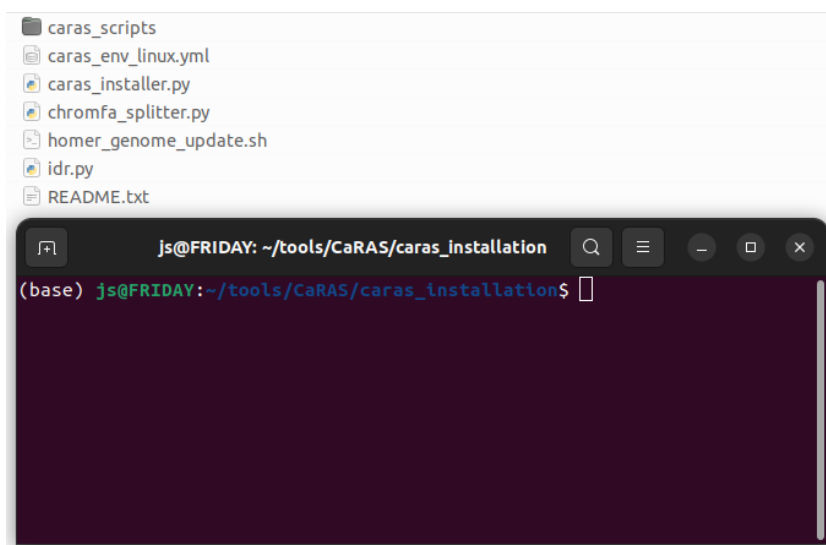 caras_scripts
caras_env_linux.yml
caras_installer.py
chromfa_splitter.py
homer_genome_update.sh
idr.py
README.txt
js@FRIDAY: ~/tools/CaRAS/caras_installation
(base) js@FRIDAY:~/tools/CaRAS/caras_installation$